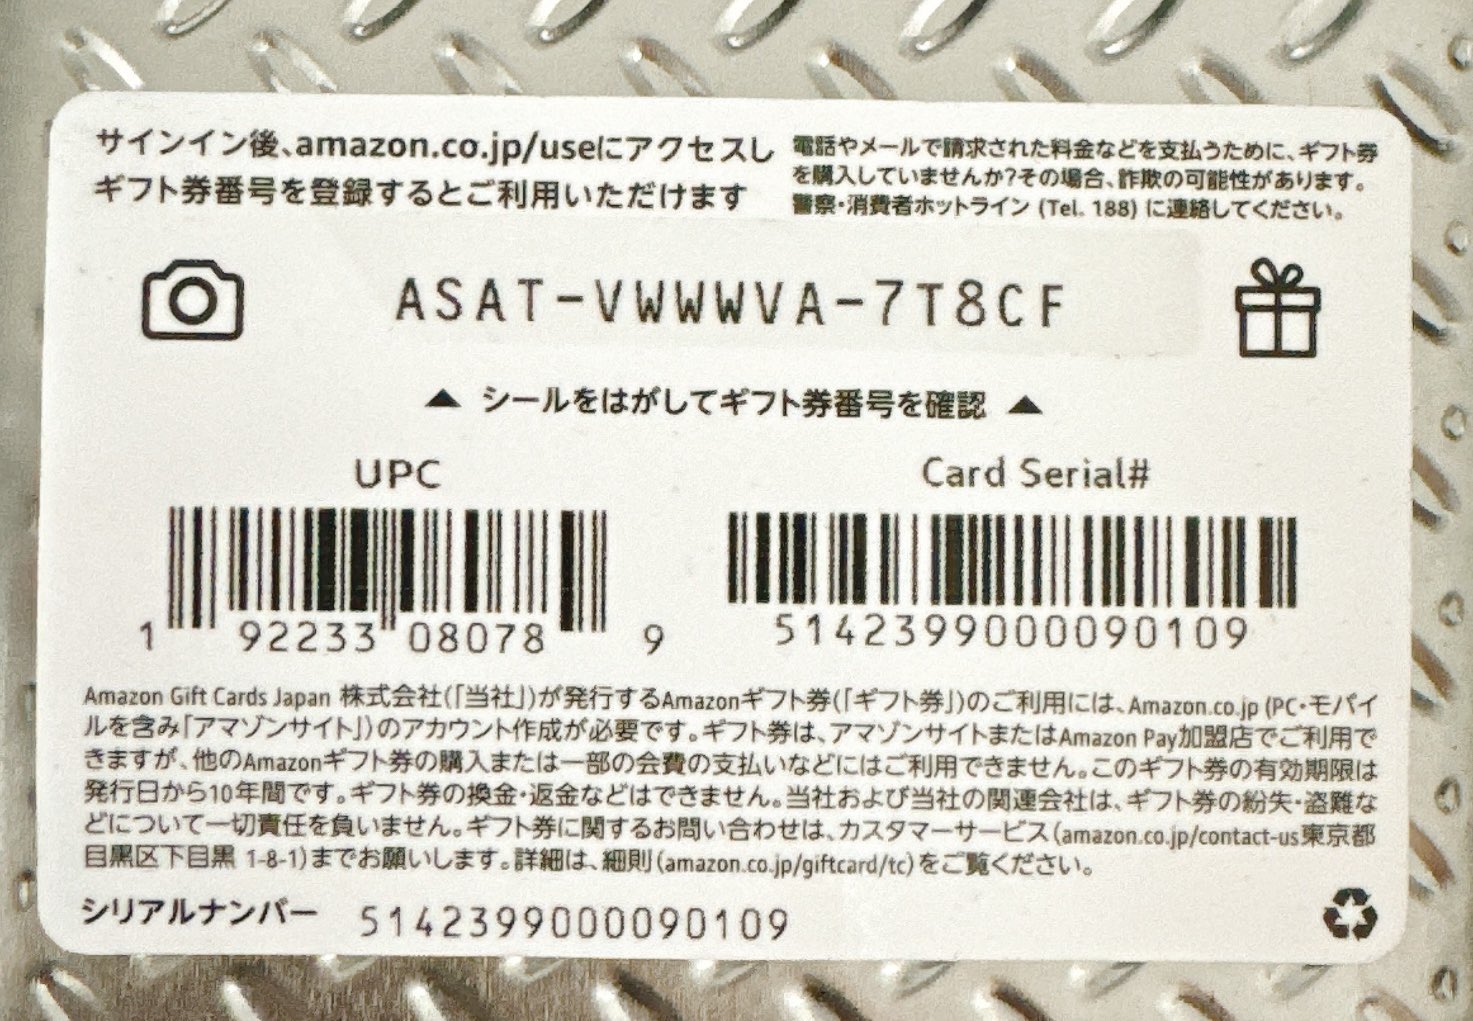 サインイン後、amazon.co.jp/useにアクセスし
ギフト券番号を登録するとご利用いただけます
電話やメールで請求された料金などを支払うために、ギフト券
を購入していませんか?その場合、詐欺の可能性があります。
警察・消費者ホットライン (Tel. 188) に連絡してください。
ASAT-VWWWVA-7T8CF
▲ シールをはがしてギフト券番号を確認 ▲
UPC
1 92233 08078 9
Card Serial#
5142399000090109
Amazon Gift Cards Japan 株式会社(「当社」)が発行するAmazonギフト券(「ギフト券」)のご利用には、Amazon.co.jp (PC・モバイ
ルを含み「アマゾンサイト」)のアカウント作成が必要です。ギフト券は、アマゾンサイトまたはAmazon Pay加盟店でご利用で
きますが、他のAmazonギフト券の購入または一部の会費の支払いなどにはご利用できません。このギフト券の有効期限は
発行日から10年間です。ギフト券の換金・返金などはできません。当社および当社の関連会社は、ギフト券の紛失・盗難な
どについて一切責任を負いません。ギフト券に関するお問い合わせは、カスタマーサービス(amazon.co.jp/contact-us東京都
目黒区下目黒 1-8-1)までお願いします。詳細は、細則(amazon.co.jp/giftcard/tc)をご覧ください。
シリアルナンバー 5142399000090109